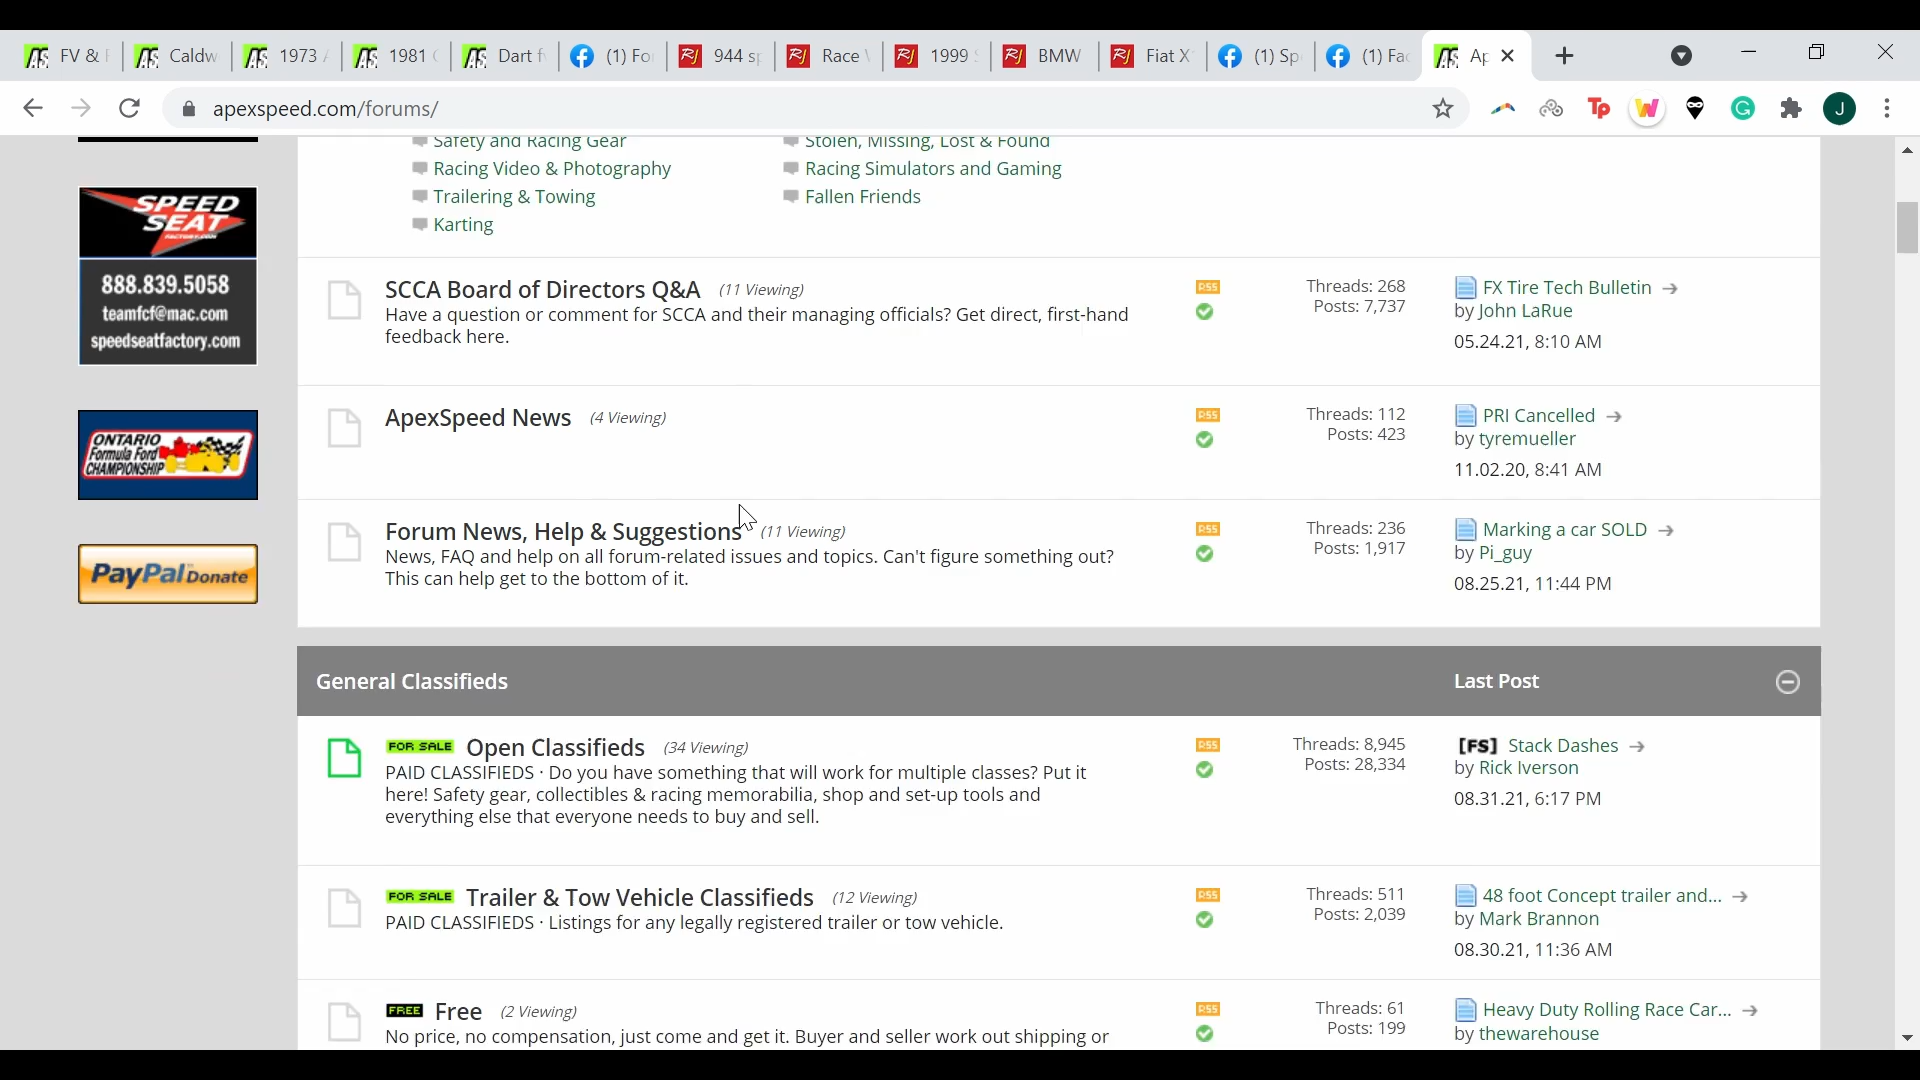 FV &
Caldw
1973
1981
Dart f
(1) Fo
944 sp
Race
1999
BMW
Fiat X
(1) Sp
(1) Fac
Ap
apexspeed.com/forums/
J
Safety and Racing Gear
Stolen, Missing, Lost & Found
Racing Video & Photography
Racing Simulators and Gaming
Trailering & Towing
Fallen Friends
Karting
SPEED
SEAT
FACTORY.COM
888.839.5058
teamfcf@mac.com
speedseatfactory.com
ONTARIO
Formula Ford
CHAMPIONSHIP
PayPal Donate
SCCA Board of Directors Q&A (11 Viewing)
Have a question or comment for SCCA and their managing officials? Get direct, first-hand
feedback here.
RSS
Threads: 268
Posts: 7,737
FX Tire Tech Bulletin
by John LaRue
05.24.21, 8:10 AM
ApexSpeed News (4 Viewing)
RSS
Threads: 112
Posts: 423
PRI Cancelled
by tyremueller
11.02.20, 8:41 AM
Forum News, Help & Suggestions (11 Viewing)
News, FAQ and help on all forum-related issues and topics. Can't figure something out?
This can help get to the bottom of it.
RSS
Threads: 236
Posts: 1,917
Marking a car SOLD
by Pi_guy
08.25.21, 11:44 PM
General Classifieds
Last Post
FOR SALE Open Classifieds (34 Viewing)
PAID CLASSIFIEDS · Do you have something that will work for multiple classes? Put it
here! Safety gear, collectibles & racing memorabilia, shop and set-up tools and
everything else that everyone needs to buy and sell.
RSS
Threads: 8,945
Posts: 28,334
[FS] Stack Dashes
by Rick Iverson
08.31.21, 6:17 PM
FOR SALE Trailer & Tow Vehicle Classifieds (12 Viewing)
PAID CLASSIFIEDS · Listings for any legally registered trailer or tow vehicle.
RSS
Threads: 511
Posts: 2,039
48 foot Concept trailer and...
by Mark Brannon
08.30.21, 11:36 AM
FREE Free (2 Viewing)
No price, no compensation, just come and get it. Buyer and seller work out shipping or
RSS
Threads: 61
Posts: 199
Heavy Duty Rolling Race Car...
by thewarehouse